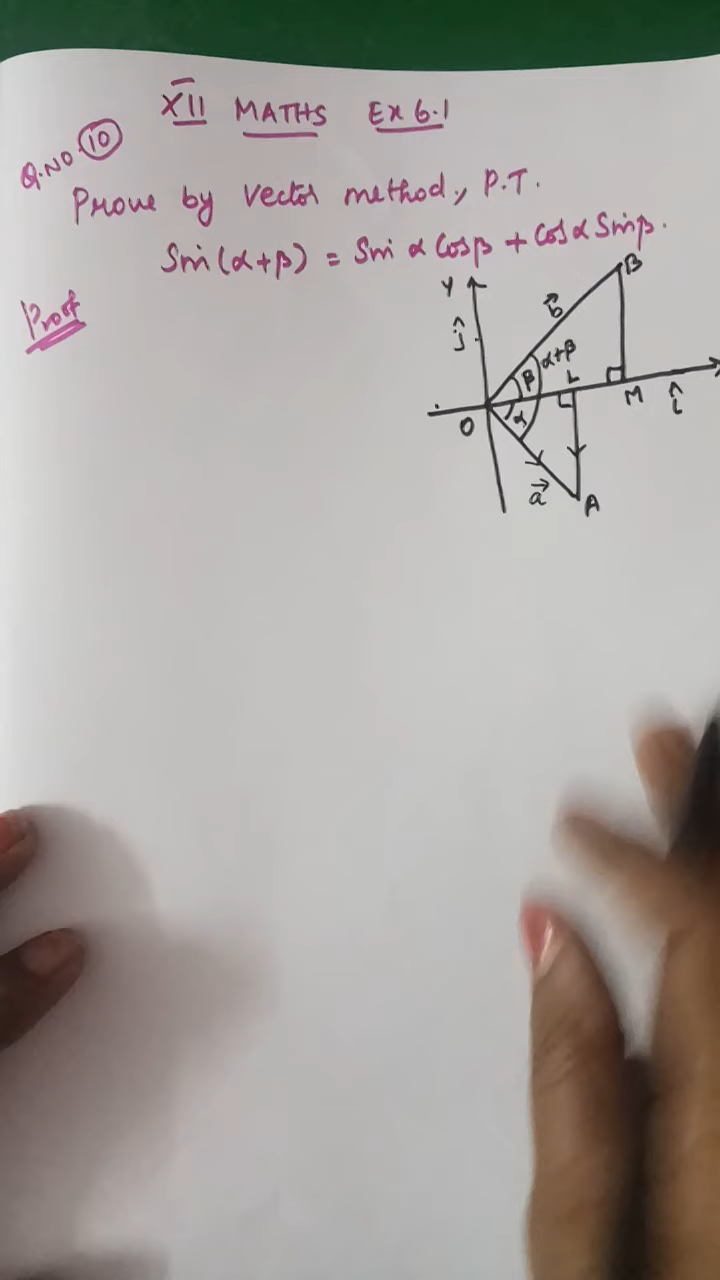 XII MATHS Ex 6.1
Q.NO. 10
Prove by vector method, P.T.
Sin(α+β) = Sin α Cosβ + Cosα Sinβ.
Proof
Y
B
b⃗
ĵ
α+β
β
L
M
î
O
α
a⃗
A